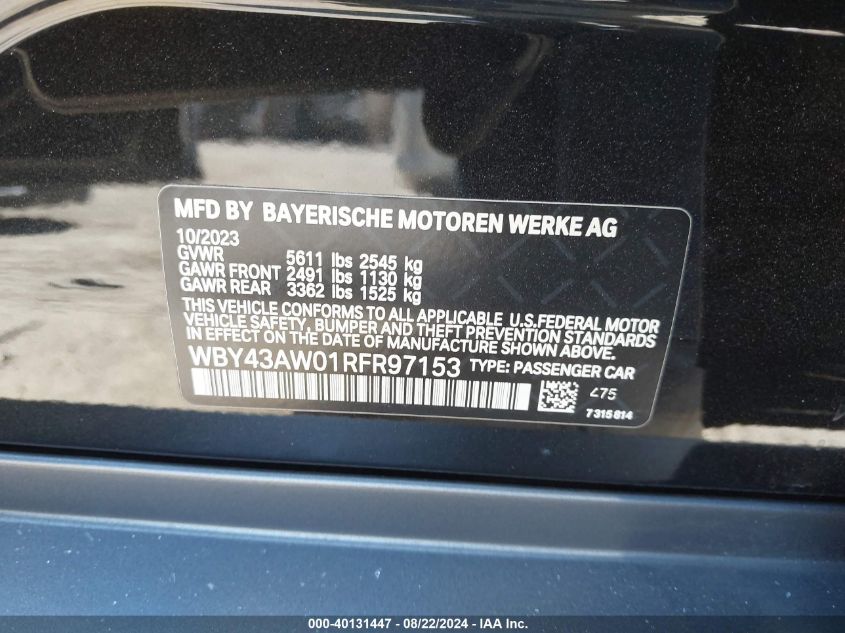 MFD BY BAYERISCHE MOTOREN WERKE AG
10/2023
GVWR 5611 lbs 2545 kg
GAWR FRONT 2491 lbs 1130 kg
GAWR REAR 3362 lbs 1525 kg
THIS VEHICLE CONFORMS TO ALL APPLICABLE U.S.FEDERAL MOTOR
VEHICLE SAFETY, BUMPER AND THEFT PREVENTION STANDARDS
IN EFFECT ON THE DATE OF MANUFACTURE SHOWN ABOVE.
WBY43AW01RFR97153 TYPE: PASSENGER CAR
475
7315814
000-40131447 - 08/22/2024 - IAA Inc.